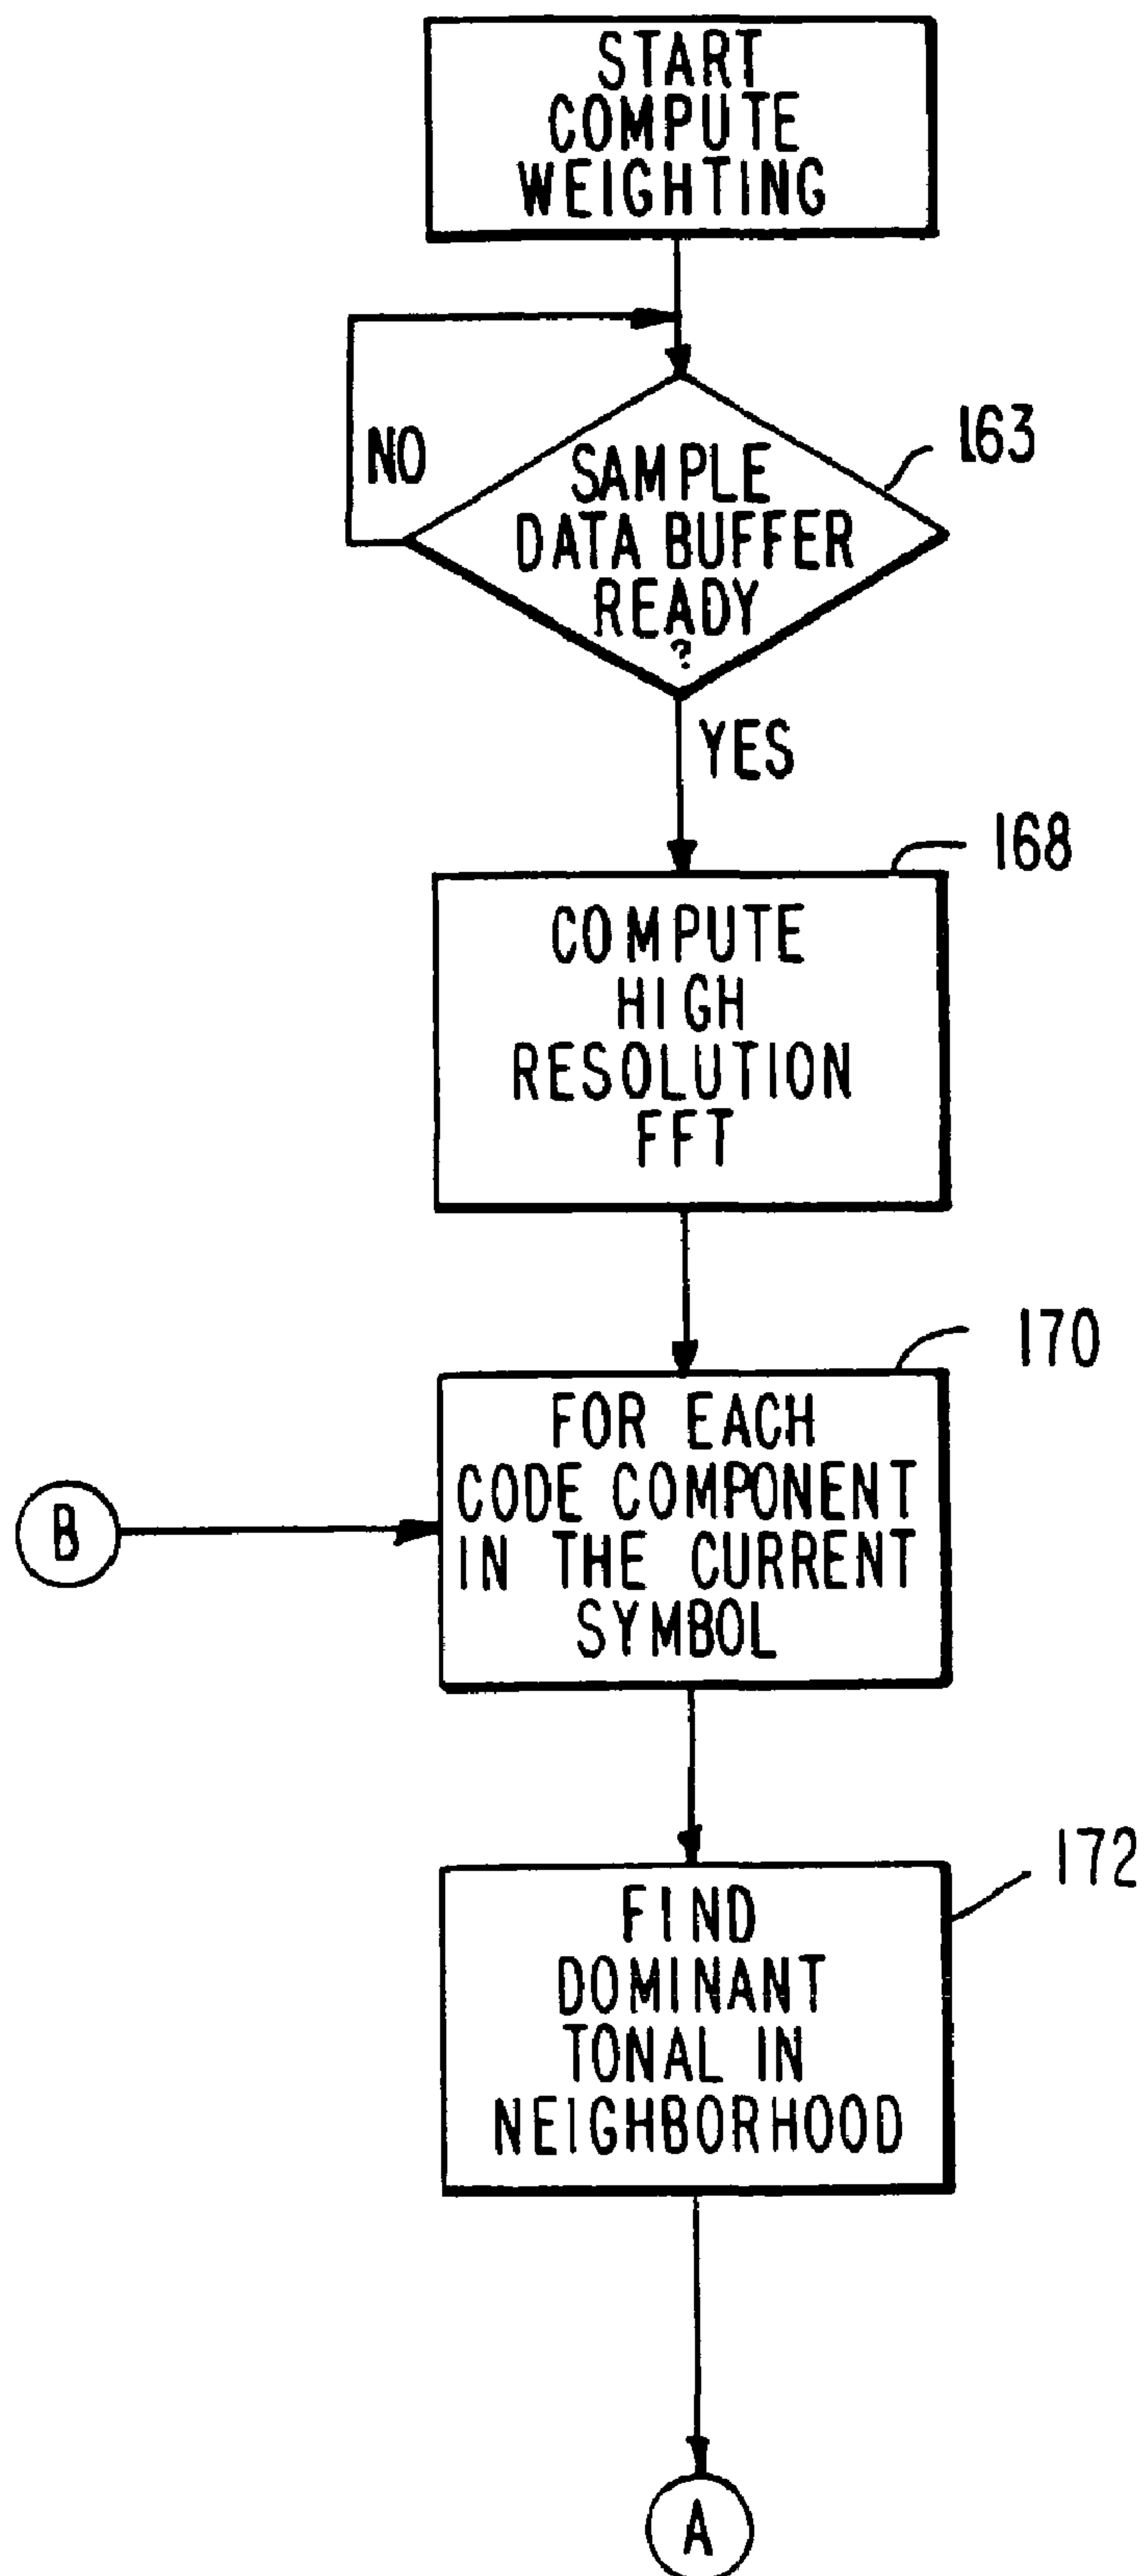 START
COMPUTE
WEIGHTING
NO
SAMPLE
DATA BUFFER
READY
?
163
YES
168
COMPUTE
HIGH
RESOLUTION
FFT
170
FOR EACH
CODE COMPONENT
IN THE CURRENT
SYMBOL
B
172
FIND
DOMINANT
TONAL IN
NEIGHBORHOOD
A